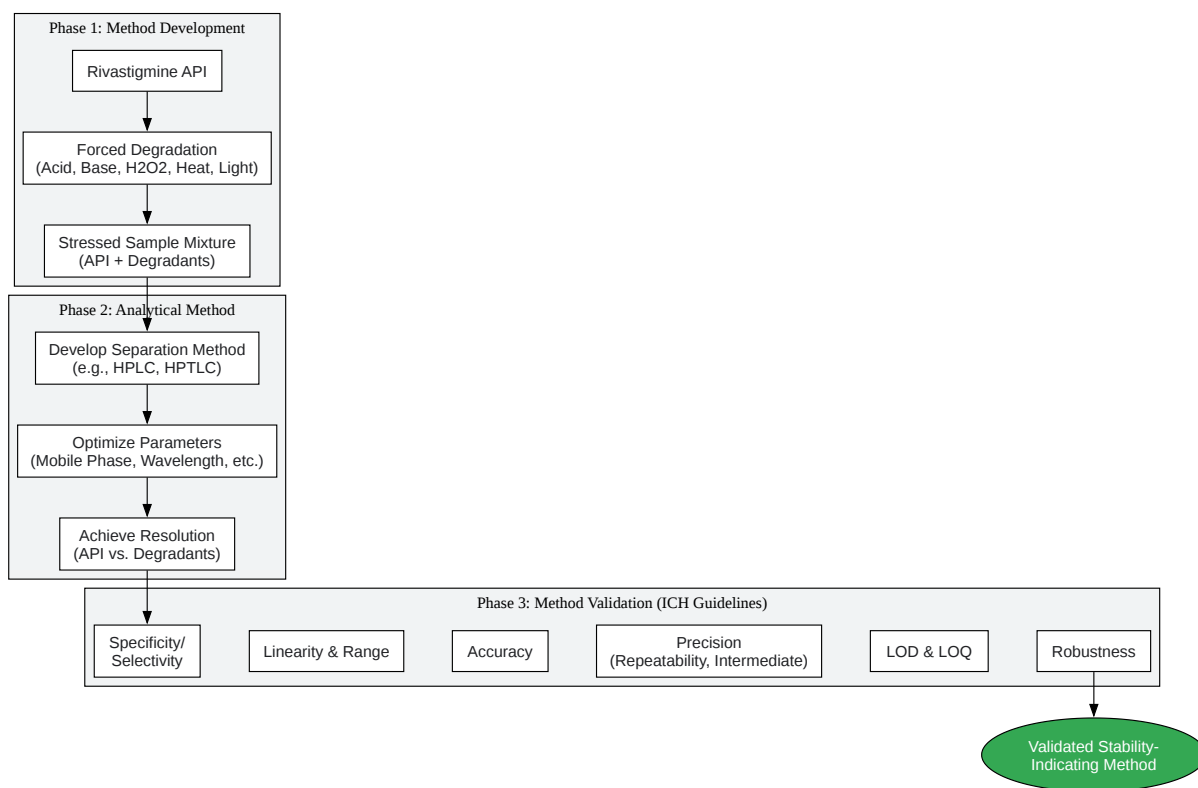 Phase 1: Method Development
Rivastigmine API
Forced Degradation
(Acid, Base, H2O2, Heat, Light)
Stressed Sample Mixture
(API + Degradants)
Phase 2: Analytical Method
Develop Separation Method
(e.g., HPLC, HPTLC)
Optimize Parameters
(Mobile Phase, Wavelength, etc.)
Achieve Resolution
(API vs. Degradants)
Phase 3: Method Validation (ICH Guidelines)
Specificity/
Selectivity
Linearity & Range
Accuracy
Precision
(Repeatability, Intermediate)
LOD & LOQ
Robustness
Validated Stability-
Indicating Method